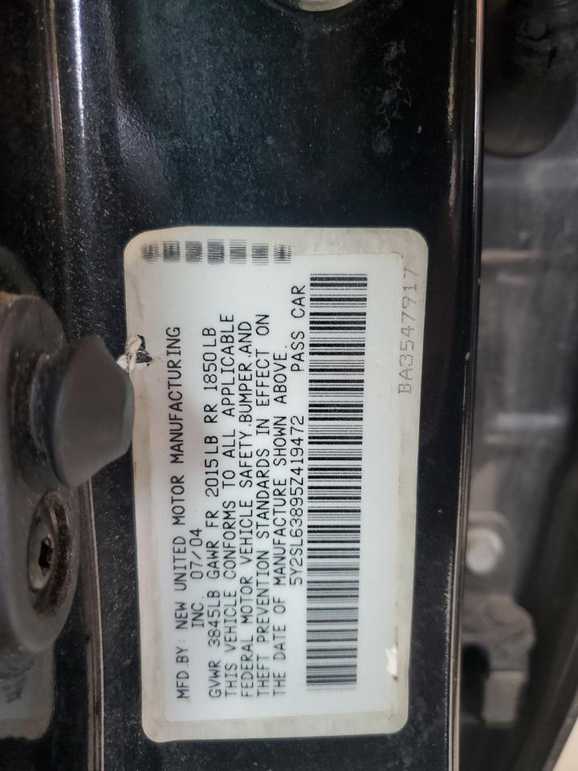 MFD.BY: NEW UNITED MOTOR MANUFACTURING
INC 07/04
GVWR 3845LB GAWR FR 2015LB RR 1850LB
THIS VEHICLE CONFORMS TO ALL APPLICABLE
FEDERAL MOTOR VEHICLE SAFETY.BUMPER.AND
THEFT PREVENTION STANDARDS IN EFFECT ON
THE DATE OF MANUFACTURE SHOWN ABOVE.
5Y2SL63895Z419472 PASS CAR
BA3547917